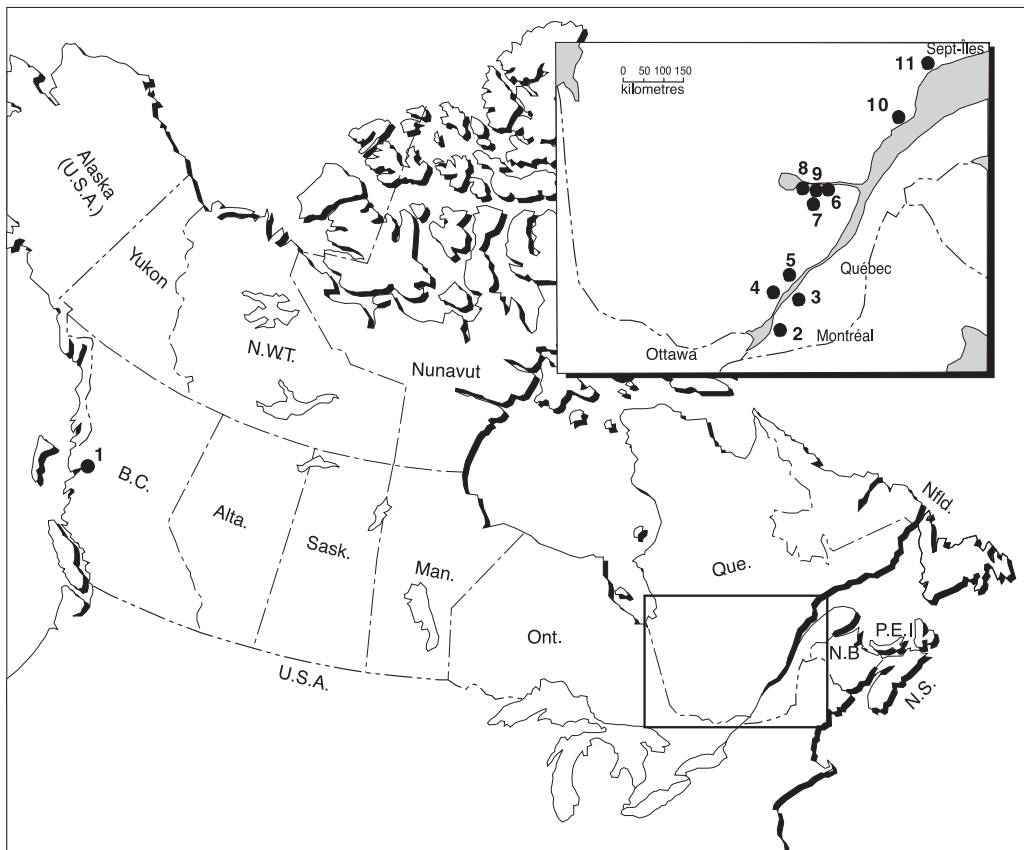 Sept-Îles
11
0 50 100 150
kilometres
10
Alaska
(U.S.A.)
8
9
6
7
Yukon
5
Québec
4
3
2
Montréal
Ottawa
N.W.T.
Nunavut
1
B.C.
Alta.
Sask.
Man.
Ont.
Que.
Nfld.
P.E.I
N.B
N.S.
U.S.A.